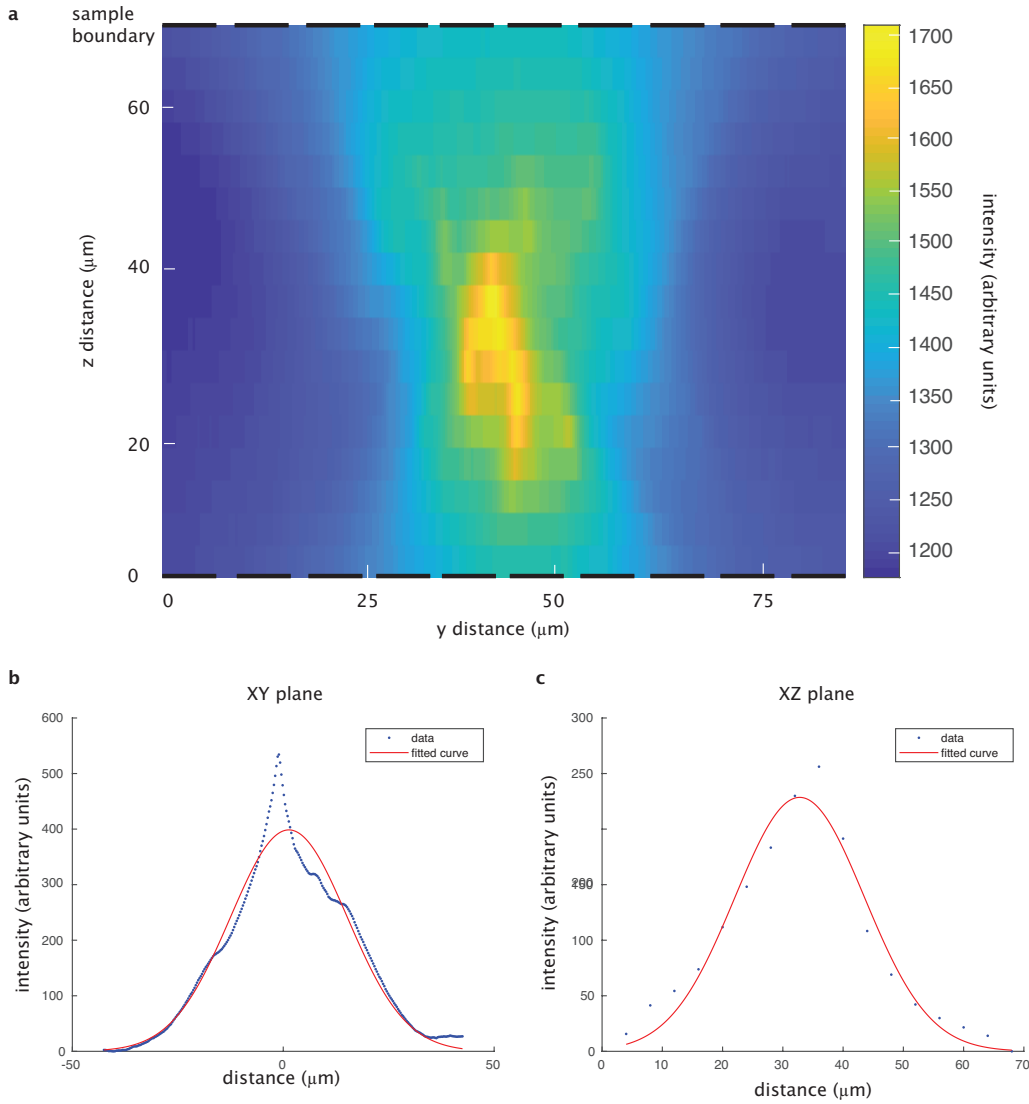 a
sample
boundary
60
40
20
0
z distance (μm)
0 25 50 75
y distance (μm)
1700
1650
1600
1550
1500
1450
1400
1350
1300
1250
1200
intensity (arbitrary units)
b
XY plane
600
500
400
300
200
100
0
intensity (arbitrary units)
data
fitted curve
-50 0 50
distance (μm)
c
XZ plane
300
250
200
150
100
50
0
intensity (arbitrary units)
data
fitted curve
0 10 20 30 40 50 60 70
distance (μm)